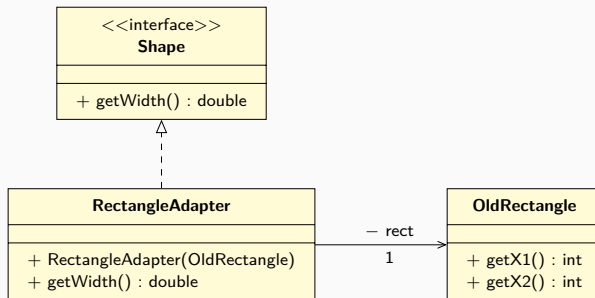 <<interface>>
Shape
+ getWidth() : double
RectangleAdapter
+ RectangleAdapter(OldRectangle)
+ getWidth() : double
− rect
1
OldRectangle
+ getX1() : int
+ getX2() : int